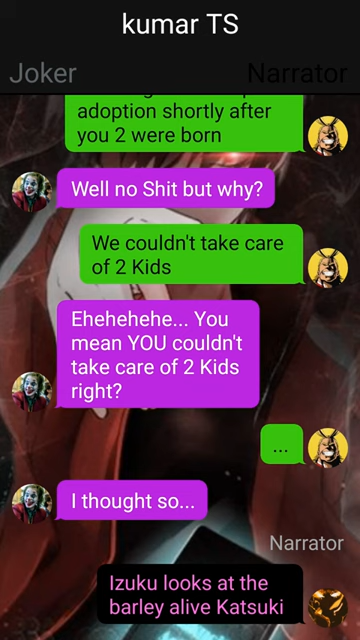 kumar TS
Joker
Narrator
adoption shortly after
you 2 were born
Well no Shit but why?
We couldn't take care
of 2 Kids
Ehehehehe... You
mean YOU couldn't
take care of 2 Kids
right?
...
I thought so...
Narrator
Izuku looks at the
barley alive Katsuki